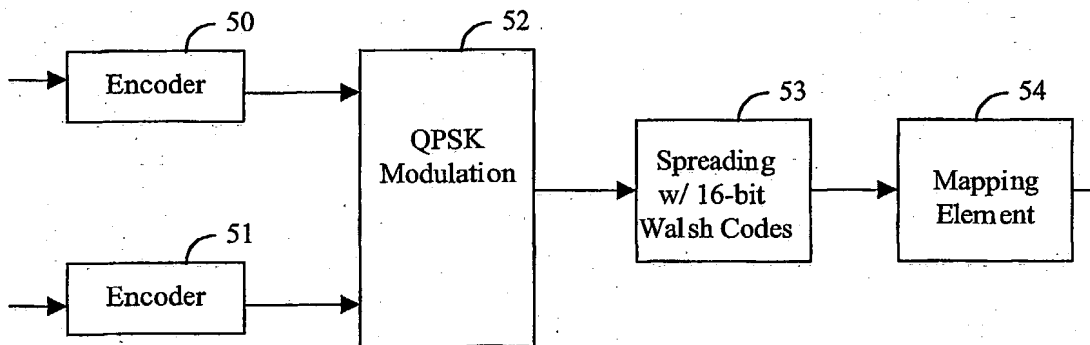 50
Encoder
52
QPSK
Modulation
53
Spreading
w/ 16-bit
Walsh Codes
54
Mapping
Element
51
Encoder